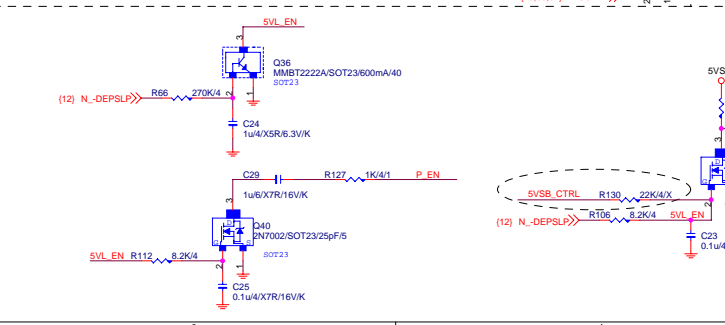 5VL_EN
3
Q36
MMBT2222A/SOT23/600mA/40
SOT23
{12} N_-DEPSLP
R66
270K/4
2
1
C24
1u/4/X5R/6.3V/K
C29
1u/6/X7R/16V/K
R127
1K/4/1
P_EN
3
Q40
2N7002/SOT23/25pF/5
SOT23
D
G
S
5VL_EN
R112
8.2K/4
2
1
C25
0.1u/4/X7R/16V/K
5VS
3
D
G
5VSB_CTRL
R130
22K/4/X
2
{12} N_-DEPSLP
R106
8.2K/4
5VL_EN
C23
0.1u/4